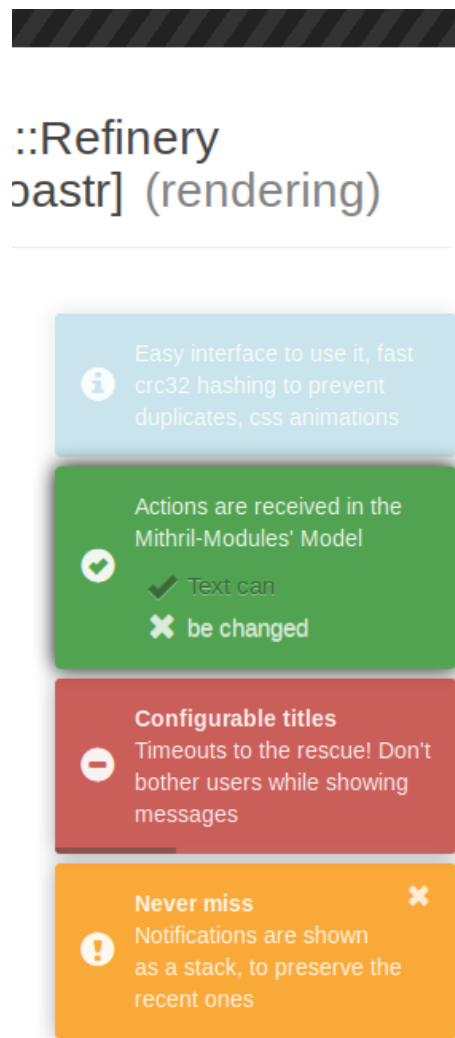 ::Refinery
oastr] (rendering)
Easy interface to use it, fast
crc32 hashing to prevent
duplicates, css animations
Actions are received in the
Mithril-Modules' Model
Text can
be changed
Configurable titles
Timeouts to the rescue! Don't
bother users while showing
messages
Never miss
Notifications are shown
as a stack, to preserve the
recent ones